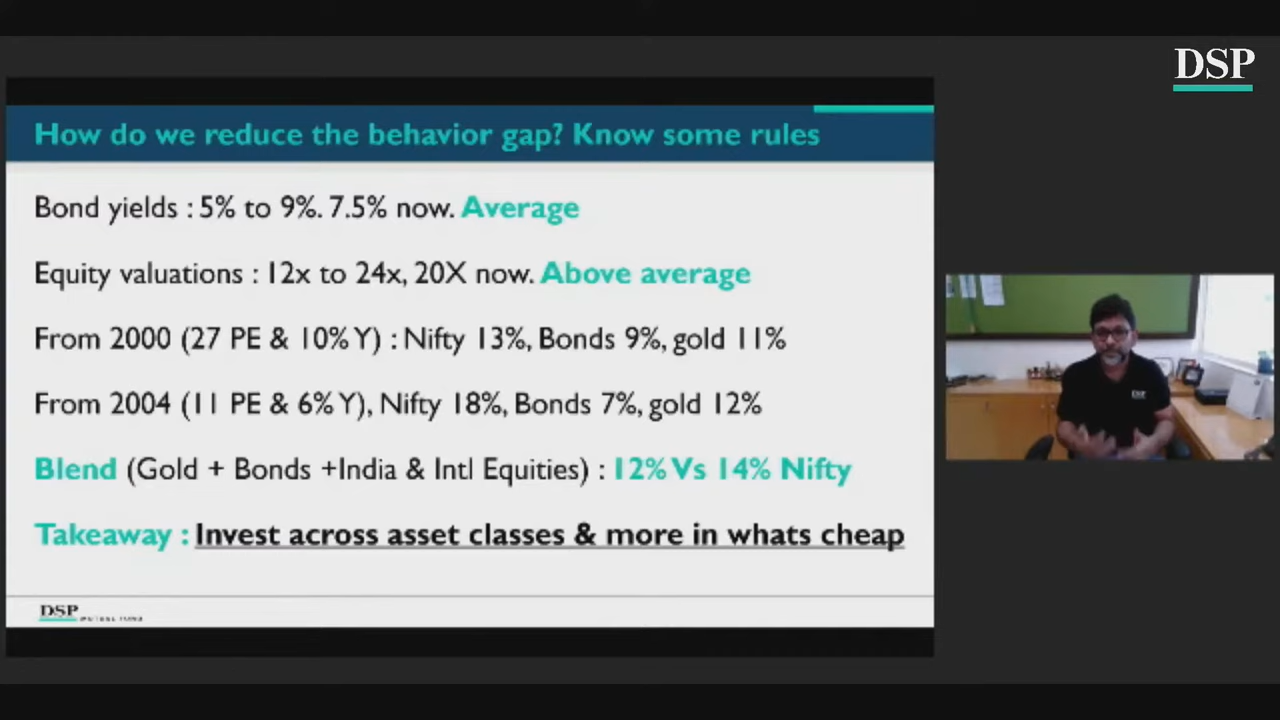 DSP
How do we reduce the behavior gap? Know some rules
Bond yields : 5% to 9%. 7.5% now. Average
Equity valuations : 12x to 24x, 20X now. Above average
From 2000 (27 PE & 10% Y) : Nifty 13%, Bonds 9%, gold 11%
From 2004 (11 PE & 6% Y), Nifty 18%, Bonds 7%, gold 12%
Blend (Gold + Bonds +India & Intl Equities) : 12% Vs 14% Nifty
Takeaway : Invest across asset classes & more in whats cheap
DSP
MUTUAL FUND
DSP